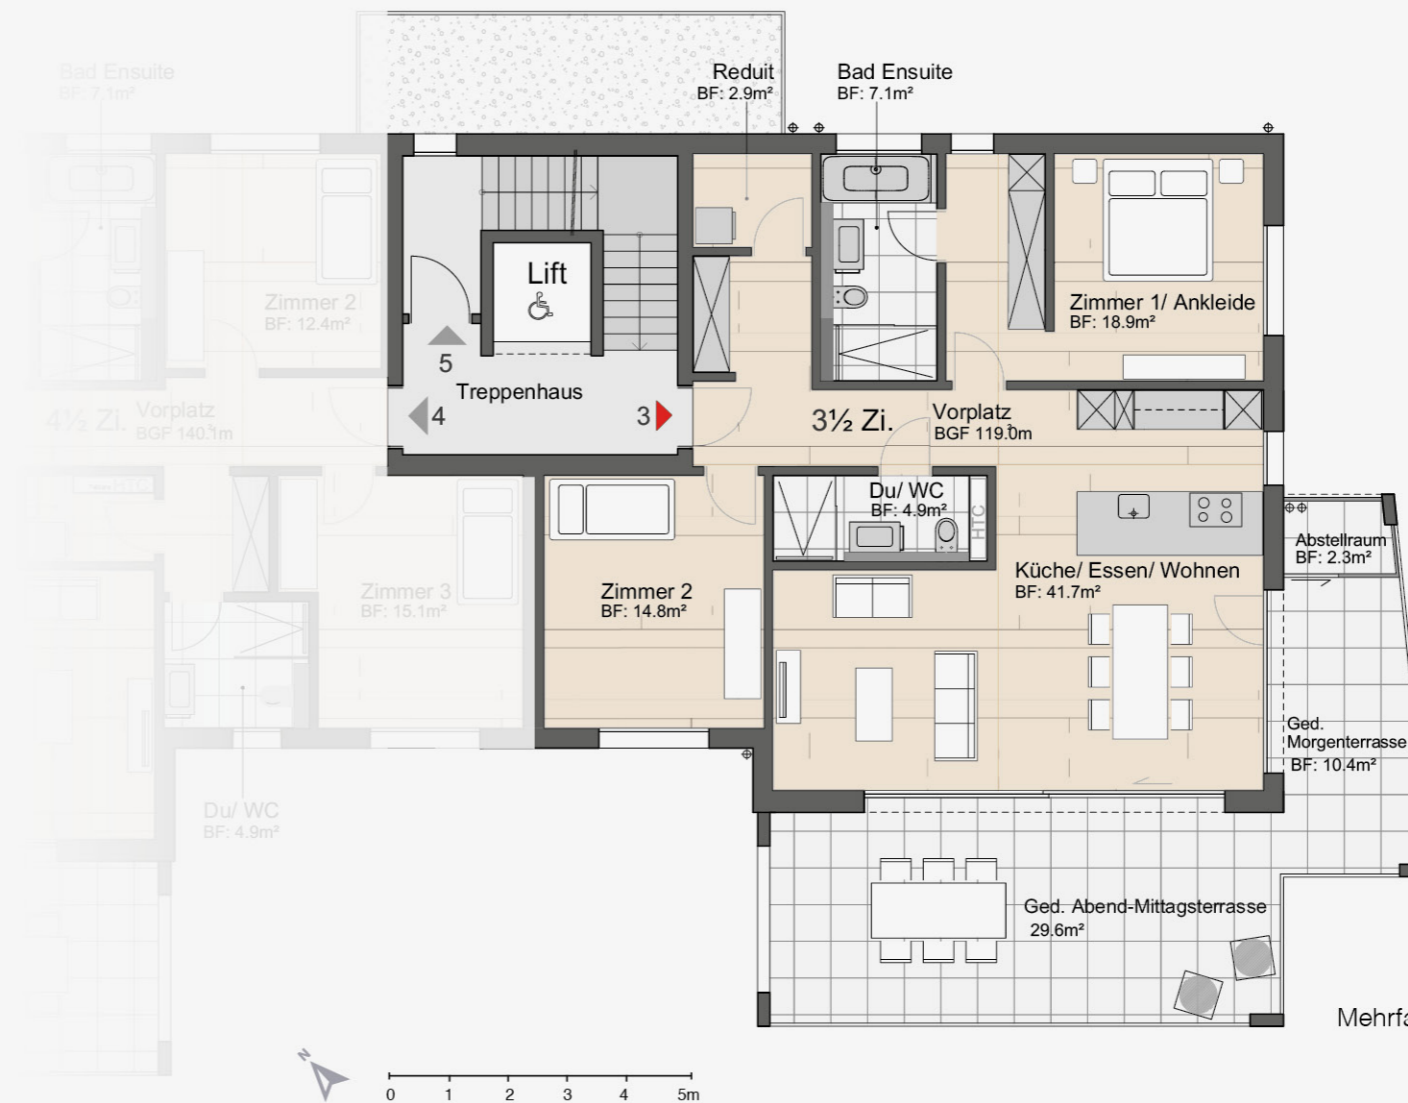 Bad Ensuite
BF: 7.1m²
Reduit
BF: 2.9m²
Bad Ensuite
BF: 7.1m²
Lift
Zimmer 2
BF: 12.4m²
Zimmer 1/ Ankleide
BF: 18.9m²
5
Treppenhaus
4½ Zi.
Vorplatz
BGF 140.1m²
4
3
3½ Zi.
Vorplatz
BGF 119.0m²
HTC
Du/ WC
BF: 4.9m²
HTC
Abstellraum
BF: 2.3m²
Zimmer 3
BF: 15.1m²
Zimmer 2
BF: 14.8m²
Küche/ Essen/ Wohnen
BF: 41.7m²
Ged.
Morgenterrasse
BF: 10.4m²
Du/ WC
BF: 4.9m²
Ged. Abend-Mittagsterrasse
29.6m²
Mehrfa
N
0 1 2 3 4 5m